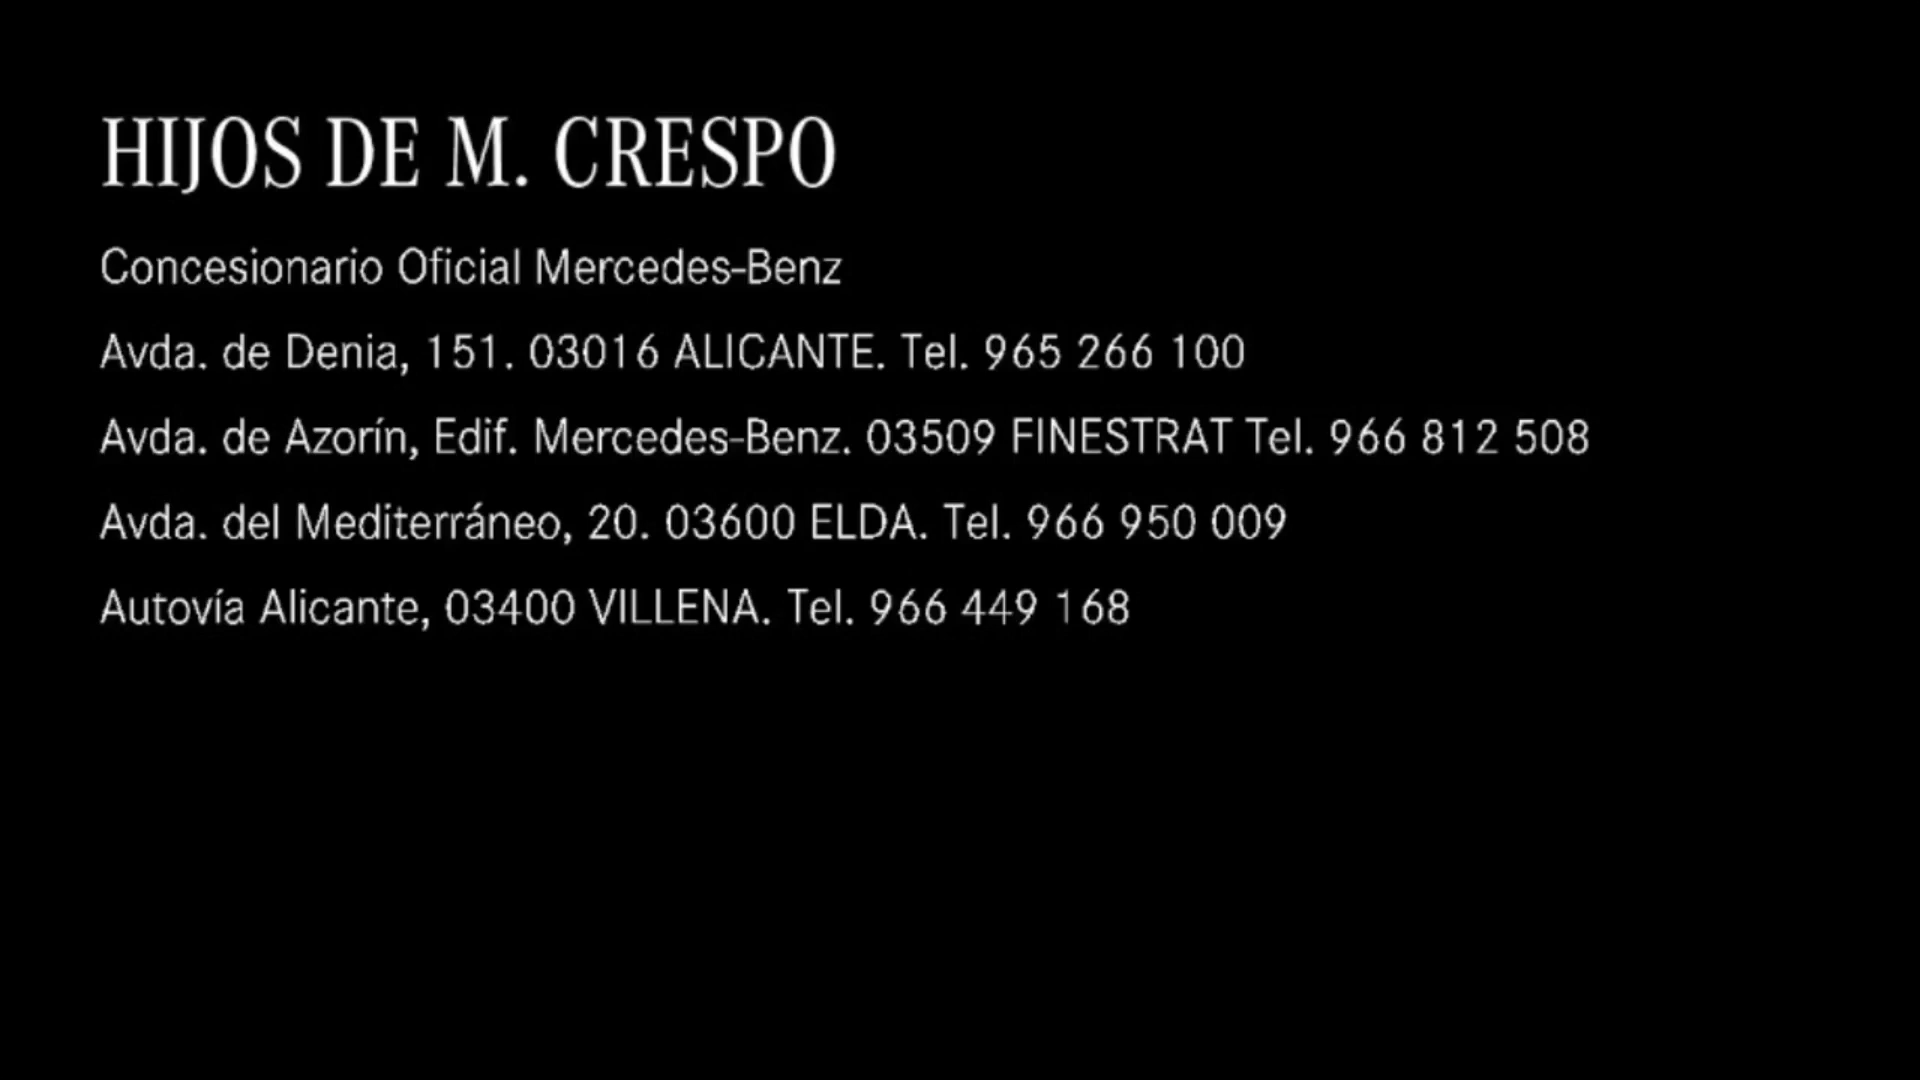 HIJOS DE M. CRESPO
Concesionario Oficial Mercedes-Benz
Avda. de Denia, 151. 03016 ALICANTE. Tel. 965 266 100
Avda. de Azorín, Edif. Mercedes-Benz. 03509 FINESTRAT Tel. 966 812 508
Avda. del Mediterráneo, 20. 03600 ELDA. Tel. 966 950 009
Autovía Alicante, 03400 VILLENA. Tel. 966 449 168